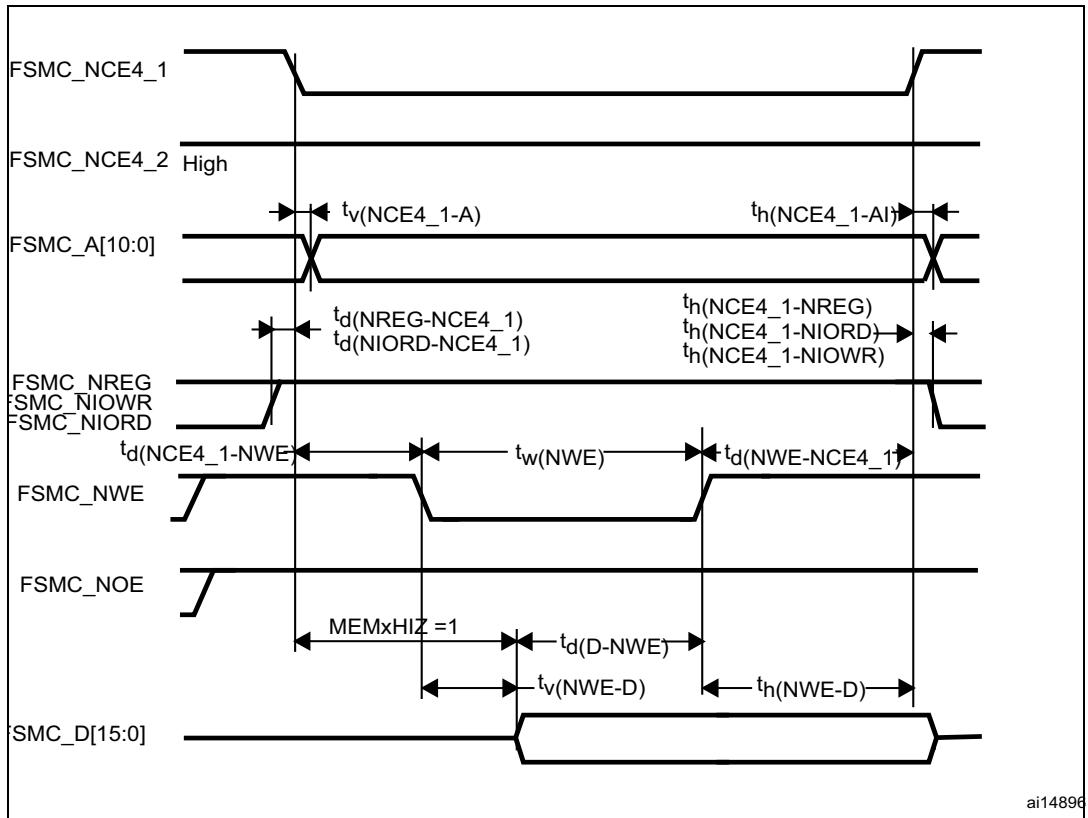 FSMC_NCE4_1
FSMC_NCE4_2 High
tv(NCE4_1-A)
th(NCE4_1-AI)
FSMC_A[10:0]
td(NREG-NCE4_1)
td(NIORD-NCE4_1)
th(NCE4_1-NREG)
th(NCE4_1-NIORD)
th(NCE4_1-NIOWR)
FSMC_NREG
FSMC_NIOWR
FSMC_NIORD
td(NCE4_1-NWE)
tw(NWE)
td(NWE-NCE4_1)
FSMC_NWE
FSMC_NOE
MEMxHIZ =1
td(D-NWE)
tv(NWE-D)
th(NWE-D)
FSMC_D[15:0]
ai14896